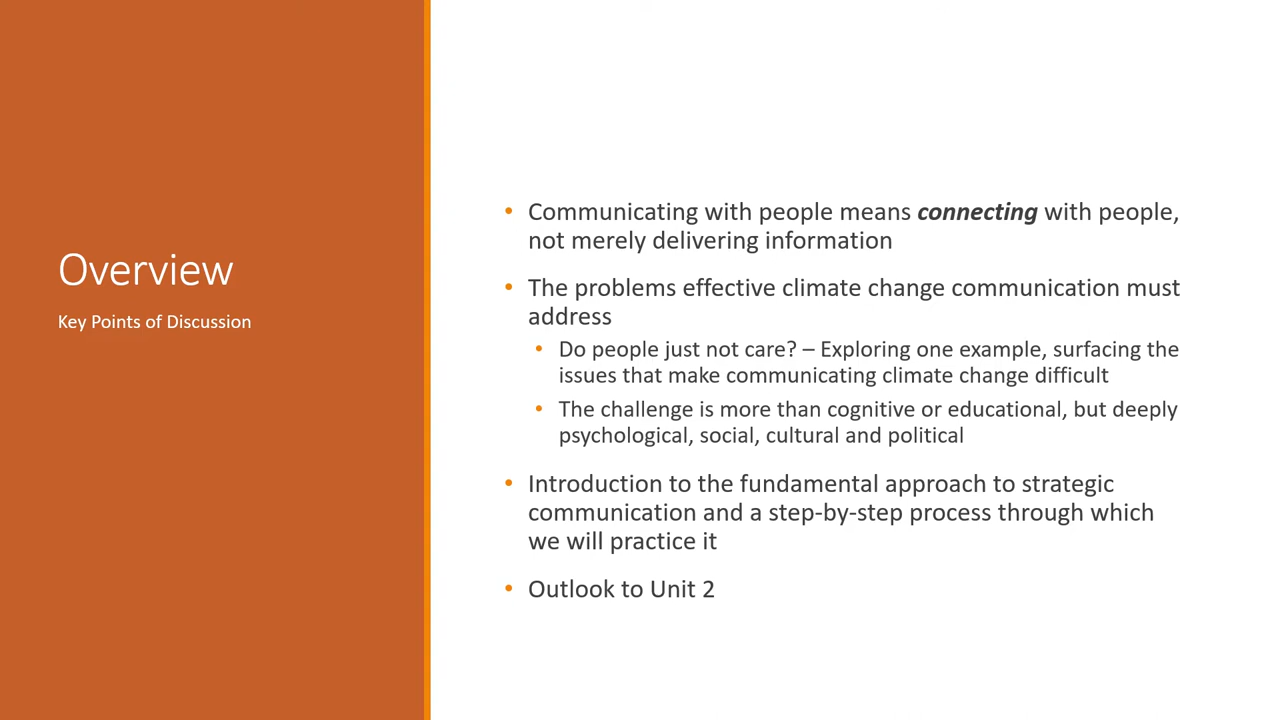 Overview
Key Points of Discussion
• Communicating with people means connecting with people,
not merely delivering information
• The problems effective climate change communication must
address
• Do people just not care? – Exploring one example, surfacing the
issues that make communicating climate change difficult
• The challenge is more than cognitive or educational, but deeply
psychological, social, cultural and political
• Introduction to the fundamental approach to strategic
communication and a step-by-step process through which
we will practice it
• Outlook to Unit 2